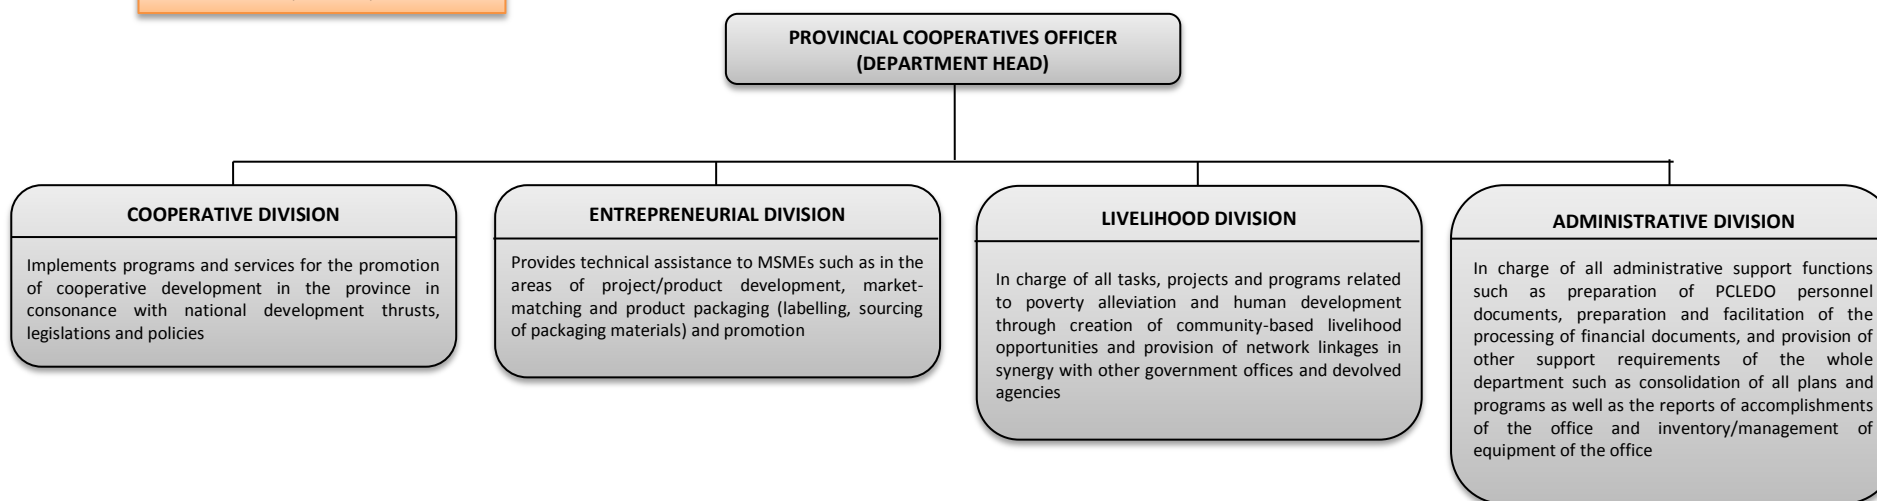 PROVINCIAL COOPERATIVES OFFICER
(DEPARTMENT HEAD)
COOPERATIVE DIVISION
Implements programs and services for the promotion
of cooperative development in the province in
consonance with national development thrusts,
legislations and policies
ENTREPRENEURIAL DIVISION
Provides technical assistance to MSMEs such as in the
areas of project/product development, market-
matching and product packaging (labelling, sourcing
of packaging materials) and promotion
LIVELIHOOD DIVISION
In charge of all tasks, projects and programs related
to poverty alleviation and human development
through creation of community-based livelihood
opportunities and provision of network linkages in
synergy with other government offices and devolved
agencies
ADMINISTRATIVE DIVISION
In charge of all administrative support functions
such as preparation of PCLEDO personnel
documents, preparation and facilitation of the
processing of financial documents, and provision of
other support requirements of the whole
department such as consolidation of all plans and
programs as well as the reports of accomplishments
of the office and inventory/management of
equipment of the office